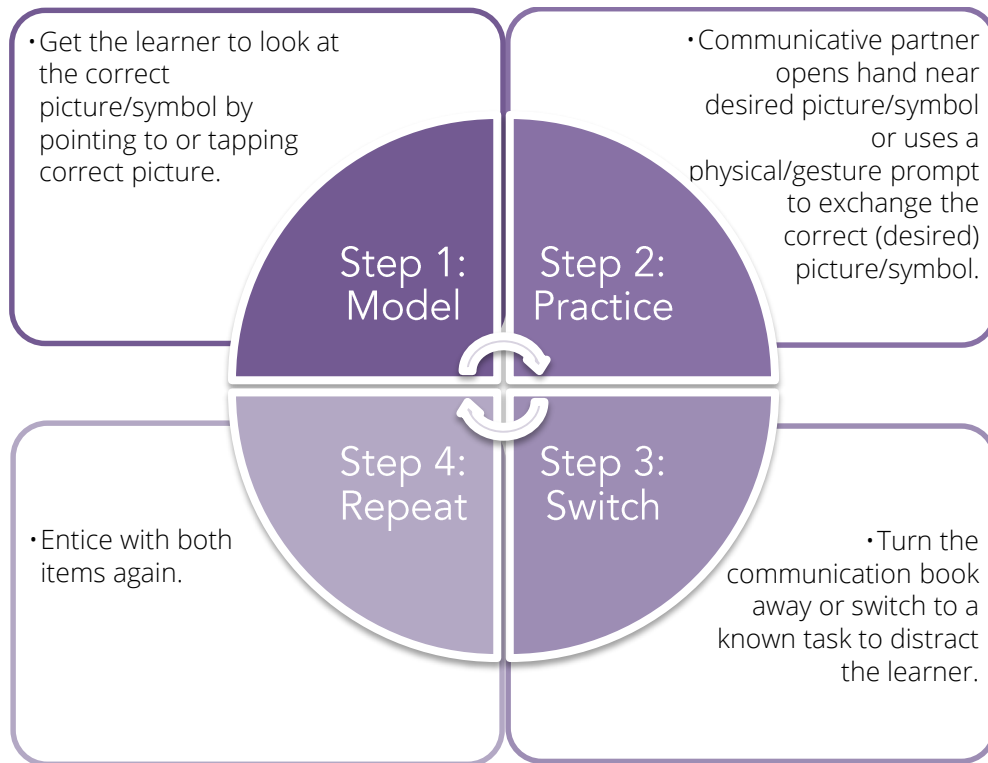 ·Get the learner to look at
the correct
picture/symbol by
pointing to or tapping
correct picture.
·Communicative partner
opens hand near
desired picture/symbol
or uses a
physical/gesture prompt
to exchange the
correct (desired)
picture/symbol.
Step 1:
Model
Step 2:
Practice
Step 4:
Repeat
Step 3:
Switch
·Entice with both
items again.
·Turn the
communication book
away or switch to a
known task to distract
the learner.